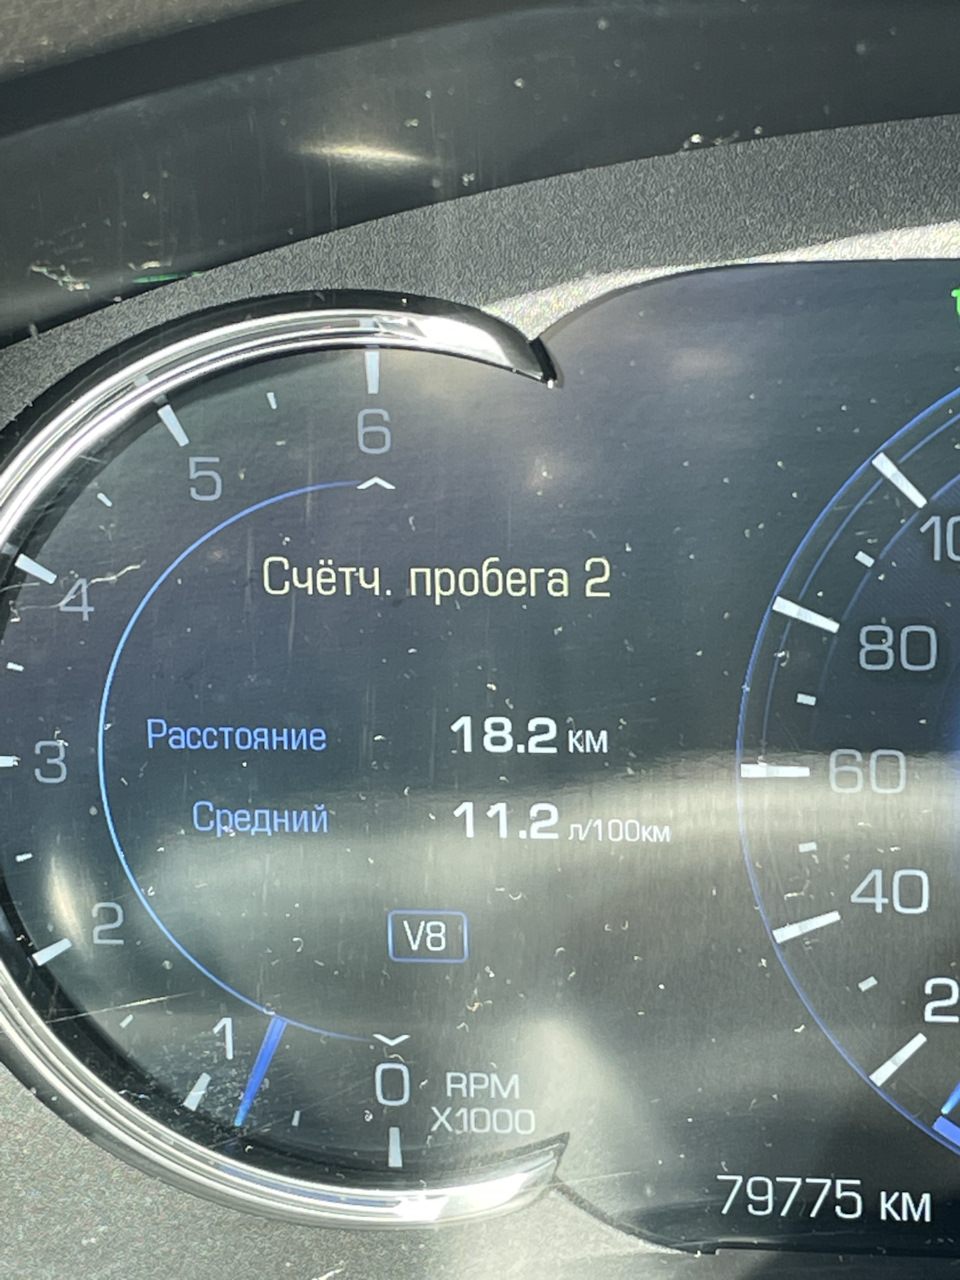 6
5
4
3
2
1
0
RPM
X1000
Счётч. пробега 2
Расстояние 18.2 км
Средний 11.2 л/100км
V8
80
60
40
79775 км